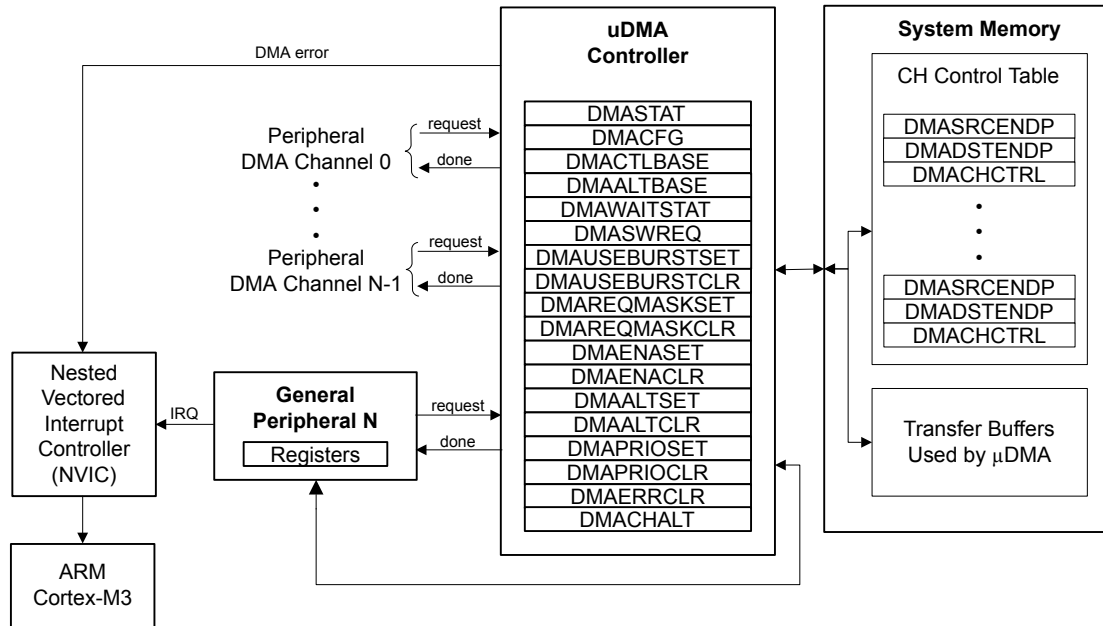 uDMA
Controller
System Memory
DMA error
CH Control Table
DMASTAT
DMACFG
DMACTLBASE
DMAALTBASE
DMAWAITSTAT
DMASWREQ
DMAUSEBURSTSET
DMAUSEBURSTCLR
DMAREQMASKSET
DMAREQMASKCLR
DMAENASET
DMAENACLR
DMAALTSET
DMAALTCLR
DMAPRIOSET
DMAPRIOCLR
DMAERRCLR
DMACHALT
Peripheral
DMA Channel 0
request
done
•
•
•
Peripheral
DMA Channel N-1
request
done
DMASRCENDP
DMADSTENDP
DMACHCTRL
•
•
•
DMASRCENDP
DMADSTENDP
DMACHCTRL
Transfer Buffers
Used by μDMA
Nested
Vectored
Interrupt
Controller
(NVIC)
IRQ
General
Peripheral N
Registers
request
done
ARM
Cortex-M3